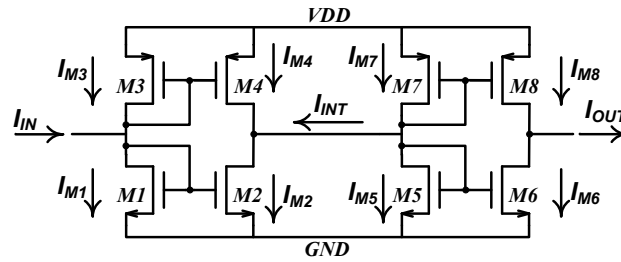 VDD
I_M3 M3 M4 I_M4 I_M7 M7 M8 I_M8
I_IN I_INT I_OUT
I_M1 M1 M2 I_M2 I_M5 M5 M6 I_M6
GND